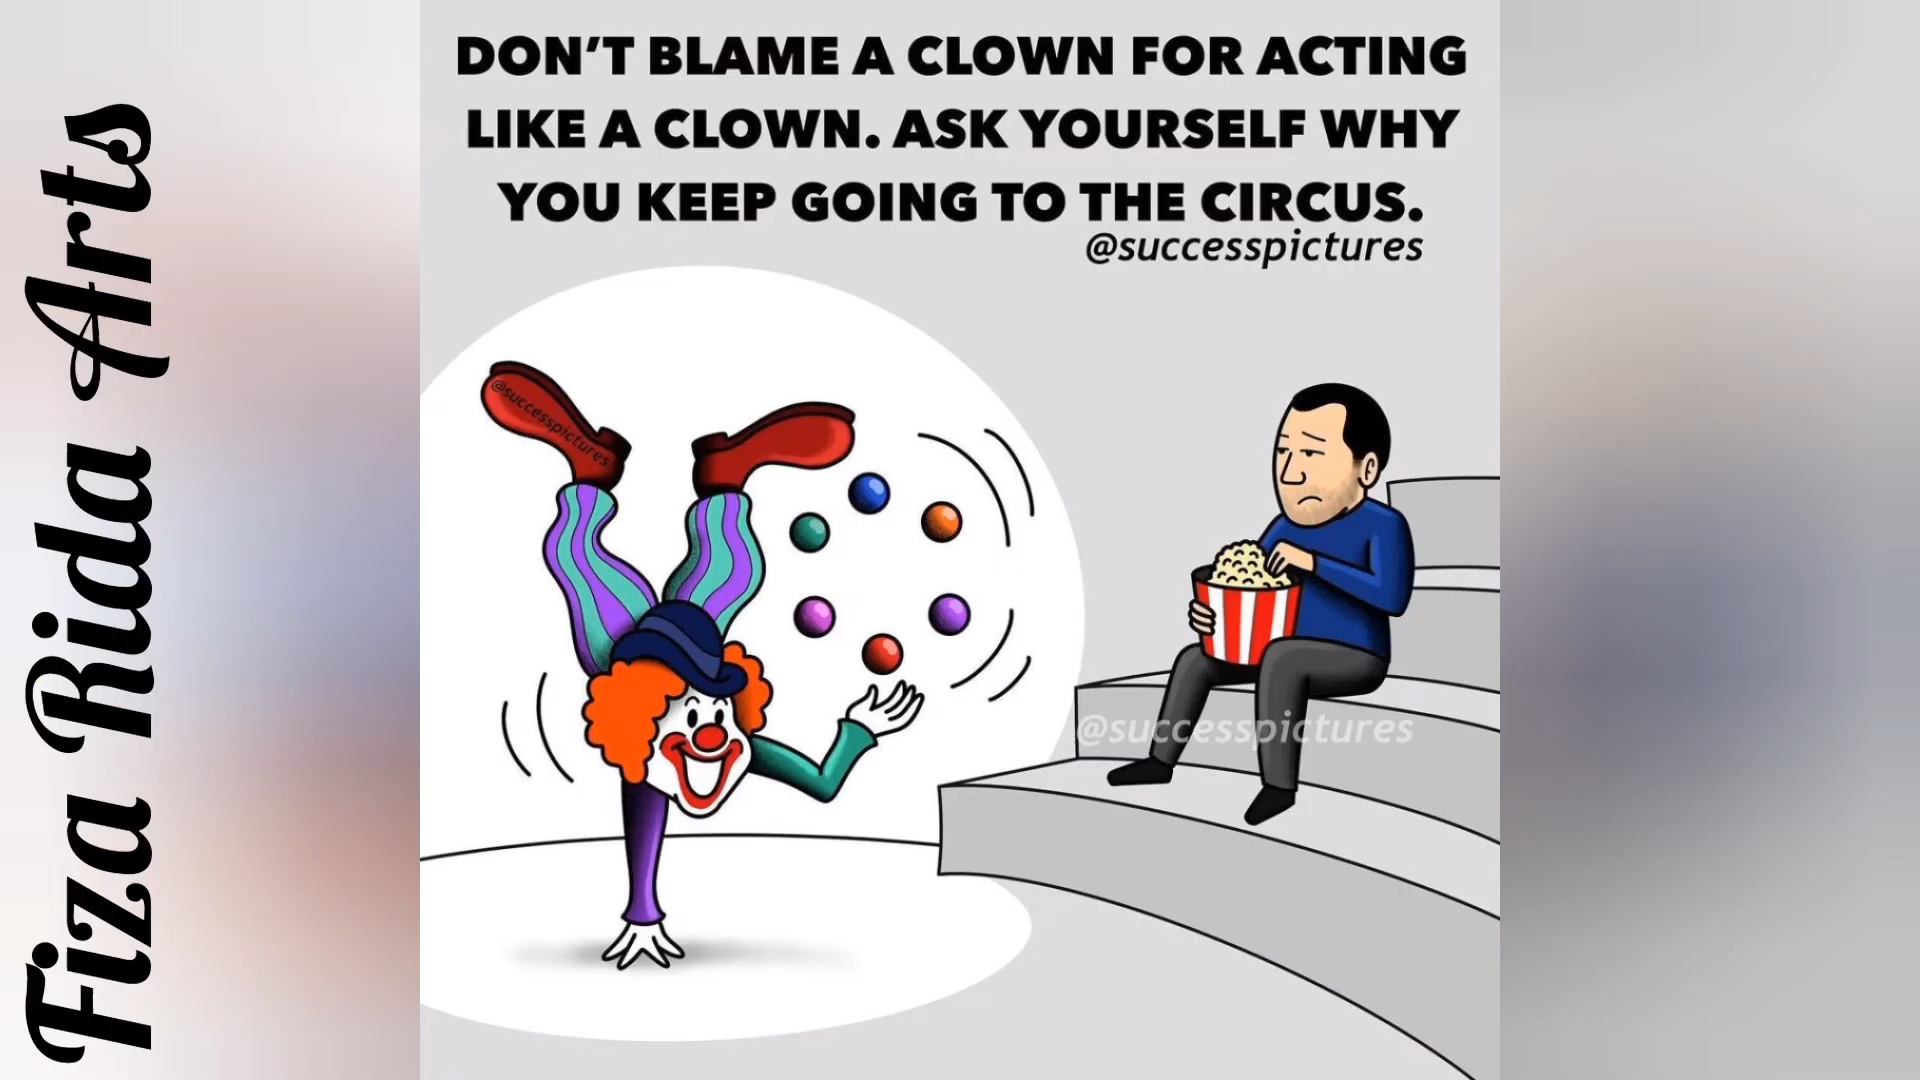 Fiza Rida Arts
DON'T BLAME A CLOWN FOR ACTING
LIKE A CLOWN. ASK YOURSELF WHY
YOU KEEP GOING TO THE CIRCUS.
@successpictures
@successpictures
@successpictures